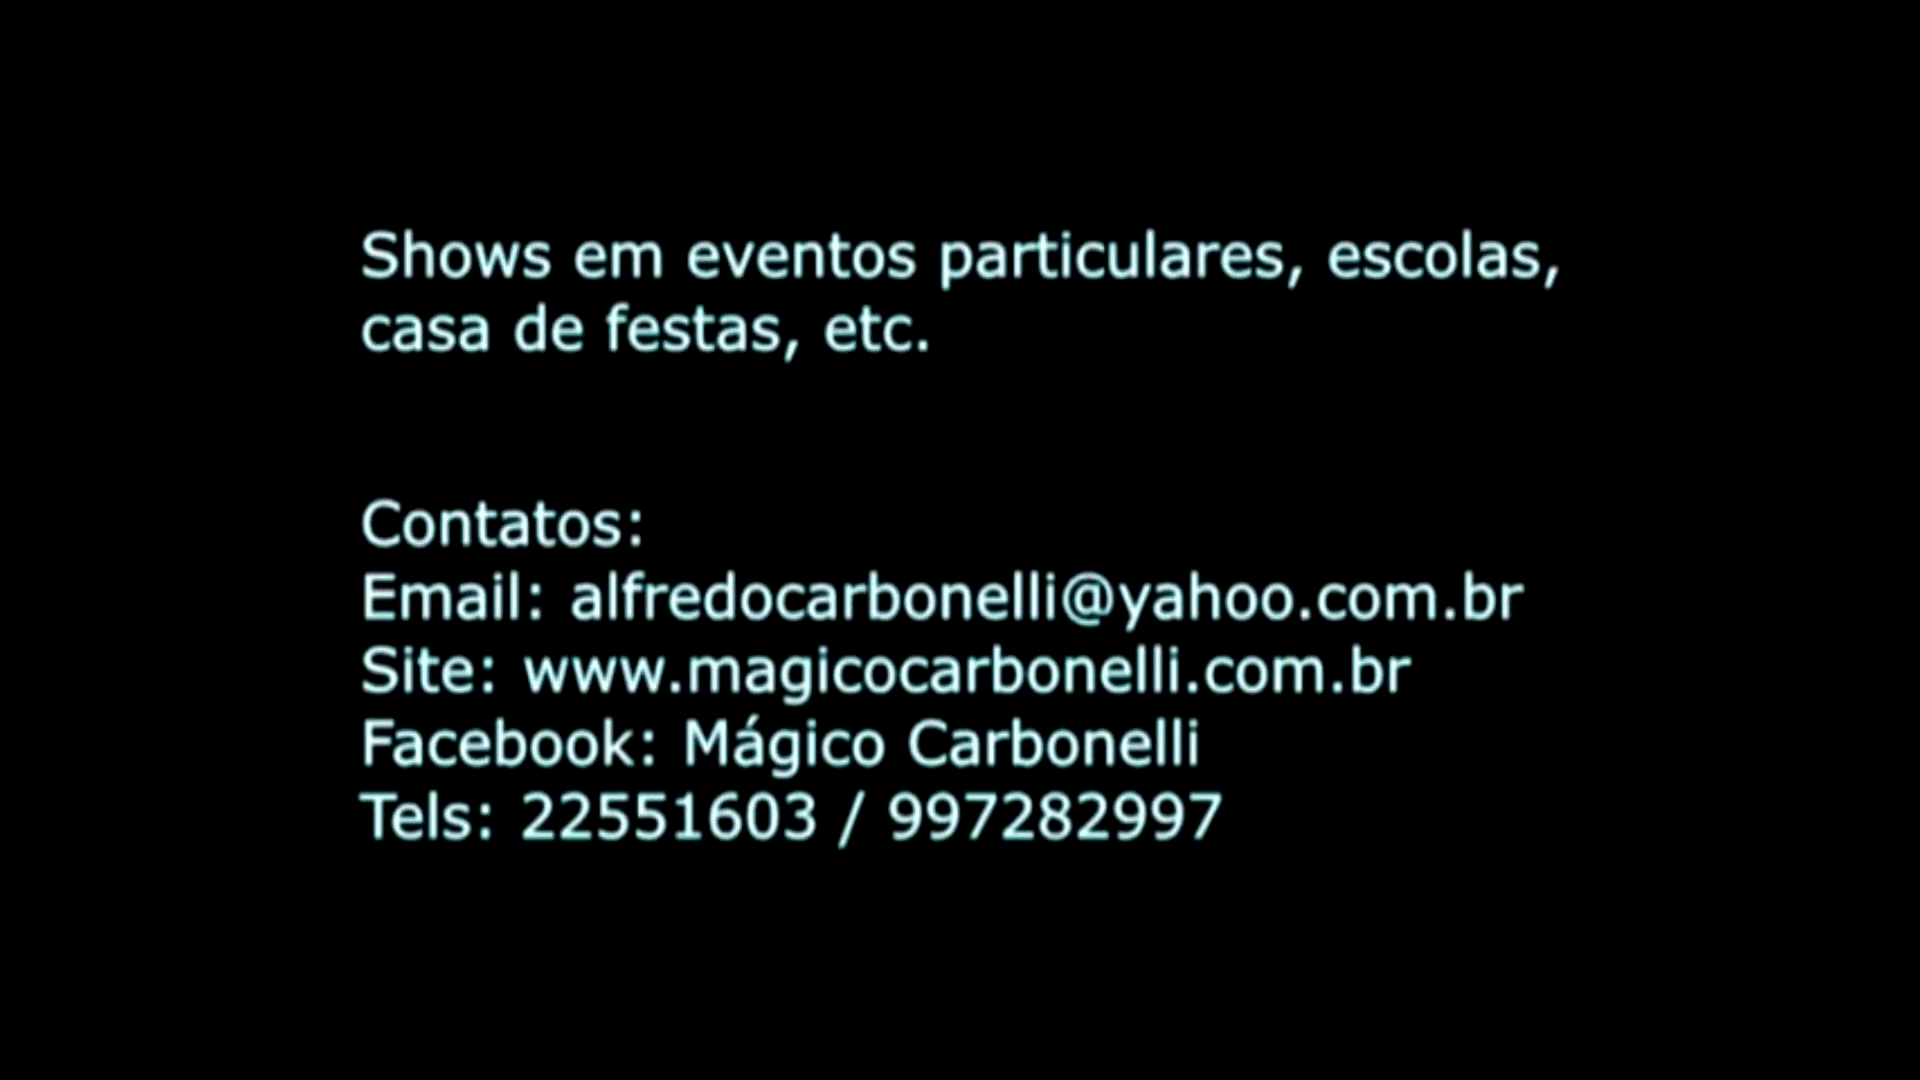 Shows em eventos particulares, escolas,
casa de festas, etc.
Contatos:
Email: alfredocarbonelli@yahoo.com.br
Site: www.magicocarbonelli.com.br
Facebook: Mágico Carbonelli
Tels: 22551603 / 997282997